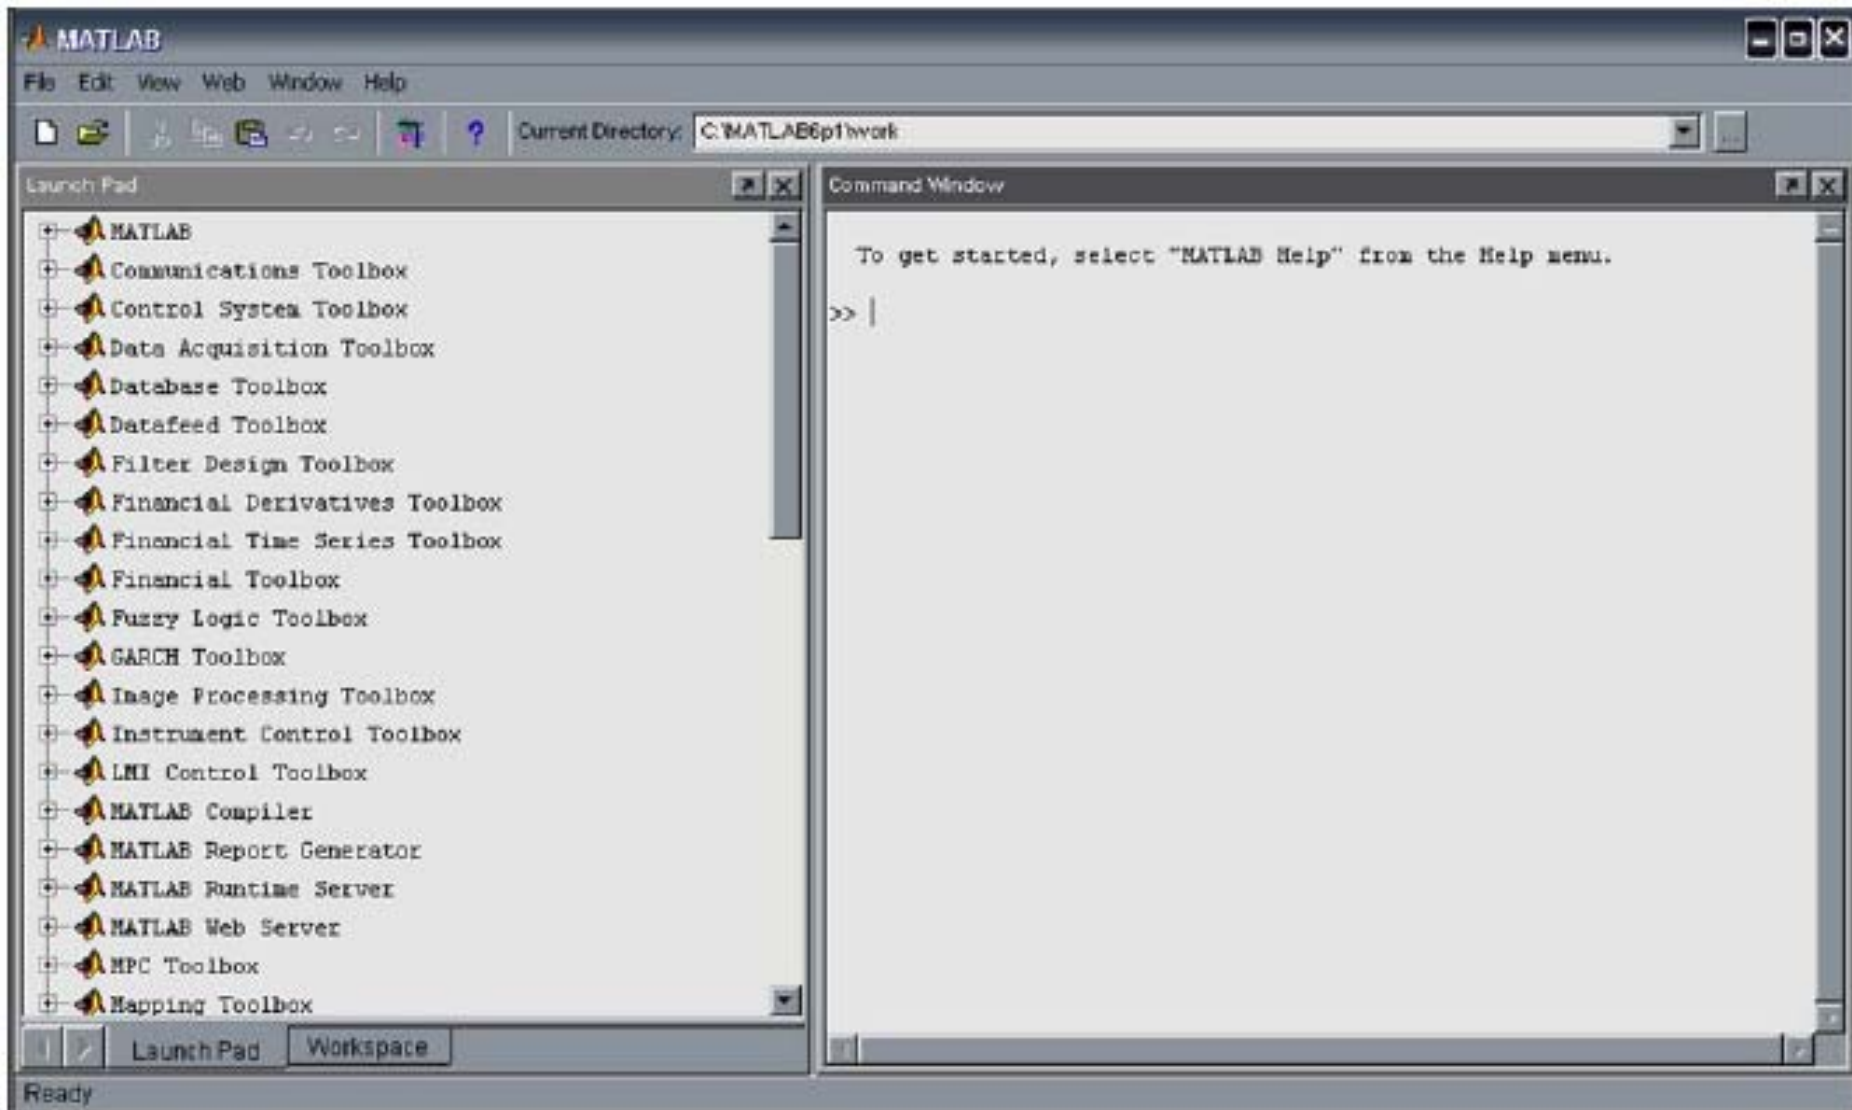 MATLAB
File Edit View Web Window Help
? Current Directory: C:\MATLAB6p1\work ...
Launch Pad
MATLAB
Communications Toolbox
Control System Toolbox
Data Acquisition Toolbox
Database Toolbox
Datafeed Toolbox
Filter Design Toolbox
Financial Derivatives Toolbox
Financial Time Series Toolbox
Financial Toolbox
Fuzzy Logic Toolbox
GARCH Toolbox
Image Processing Toolbox
Instrument Control Toolbox
LMI Control Toolbox
MATLAB Compiler
MATLAB Report Generator
MATLAB Runtime Server
MATLAB Web Server
MPC Toolbox
Mapping Toolbox
Launch Pad Workspace
Command Window
To get started, select "MATLAB Help" from the Help menu.
>>
Ready